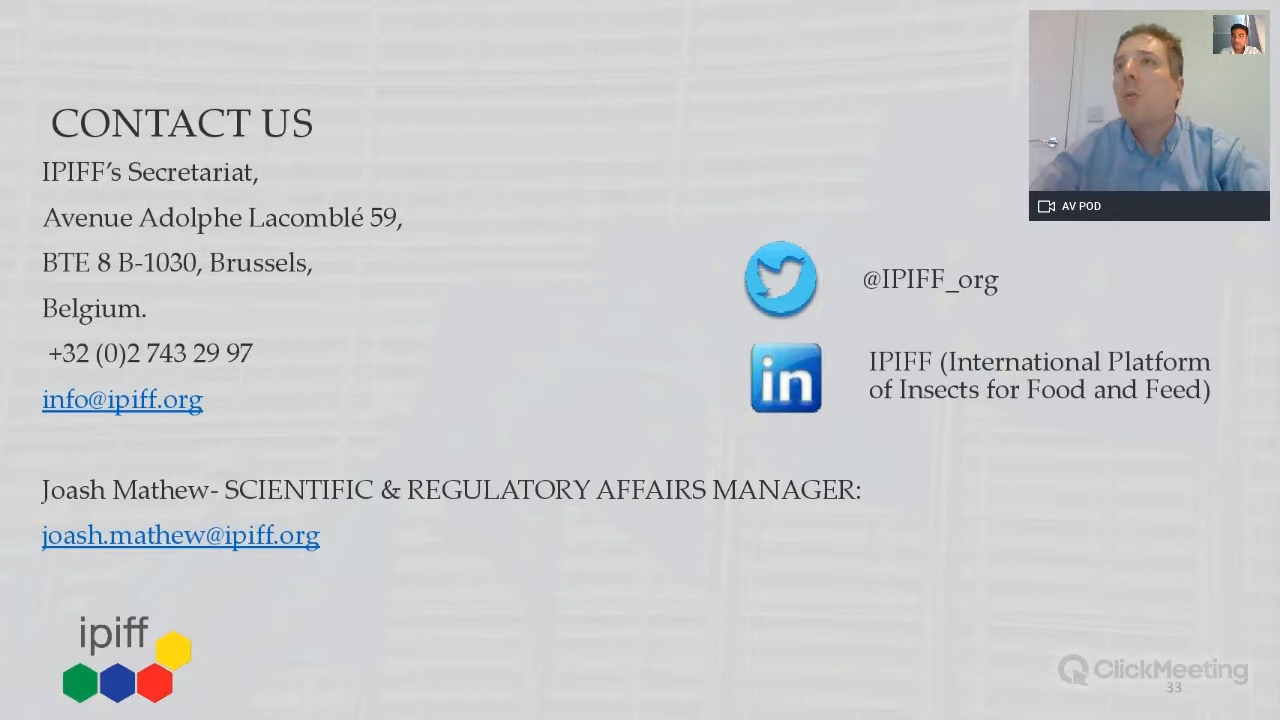 CONTACT US
IPIFF’s Secretariat,
Avenue Adolphe Lacomblé 59,
BTE 8 B-1030, Brussels,
Belgium.
+32 (0)2 743 29 97
info@ipiff.org
Joash Mathew- SCIENTIFIC & REGULATORY AFFAIRS MANAGER:
joash.mathew@ipiff.org
ipiff
AV POD
@IPIFF_org
in
IPIFF (International Platform
of Insects for Food and Feed)
ClickMeeting
33